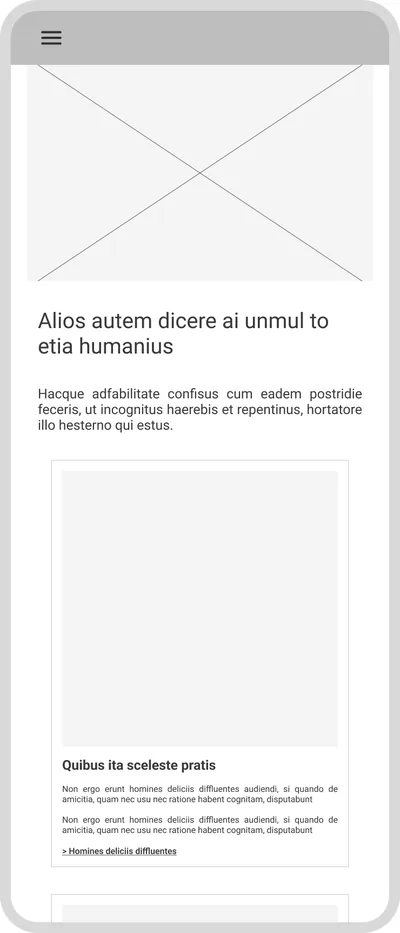 Alios autem dicere ai unmul to
etia humanius
Hacque adfabilitate confisus cum eadem postridie
feceris, ut incognitus haerebis et repentinus, hortatore
illo hesterno qui estus.
Quibus ita sceleste pratis
Non ergo erunt homines deliciis diffluentes audiendi, si quando de
amicitia, quam nec usu nec ratione habent cognitam, disputabunt
Non ergo erunt homines deliciis diffluentes audiendi, si quando de
amicitia, quam nec usu nec ratione habent cognitam, disputabunt
> Homines deliciis diffluentes